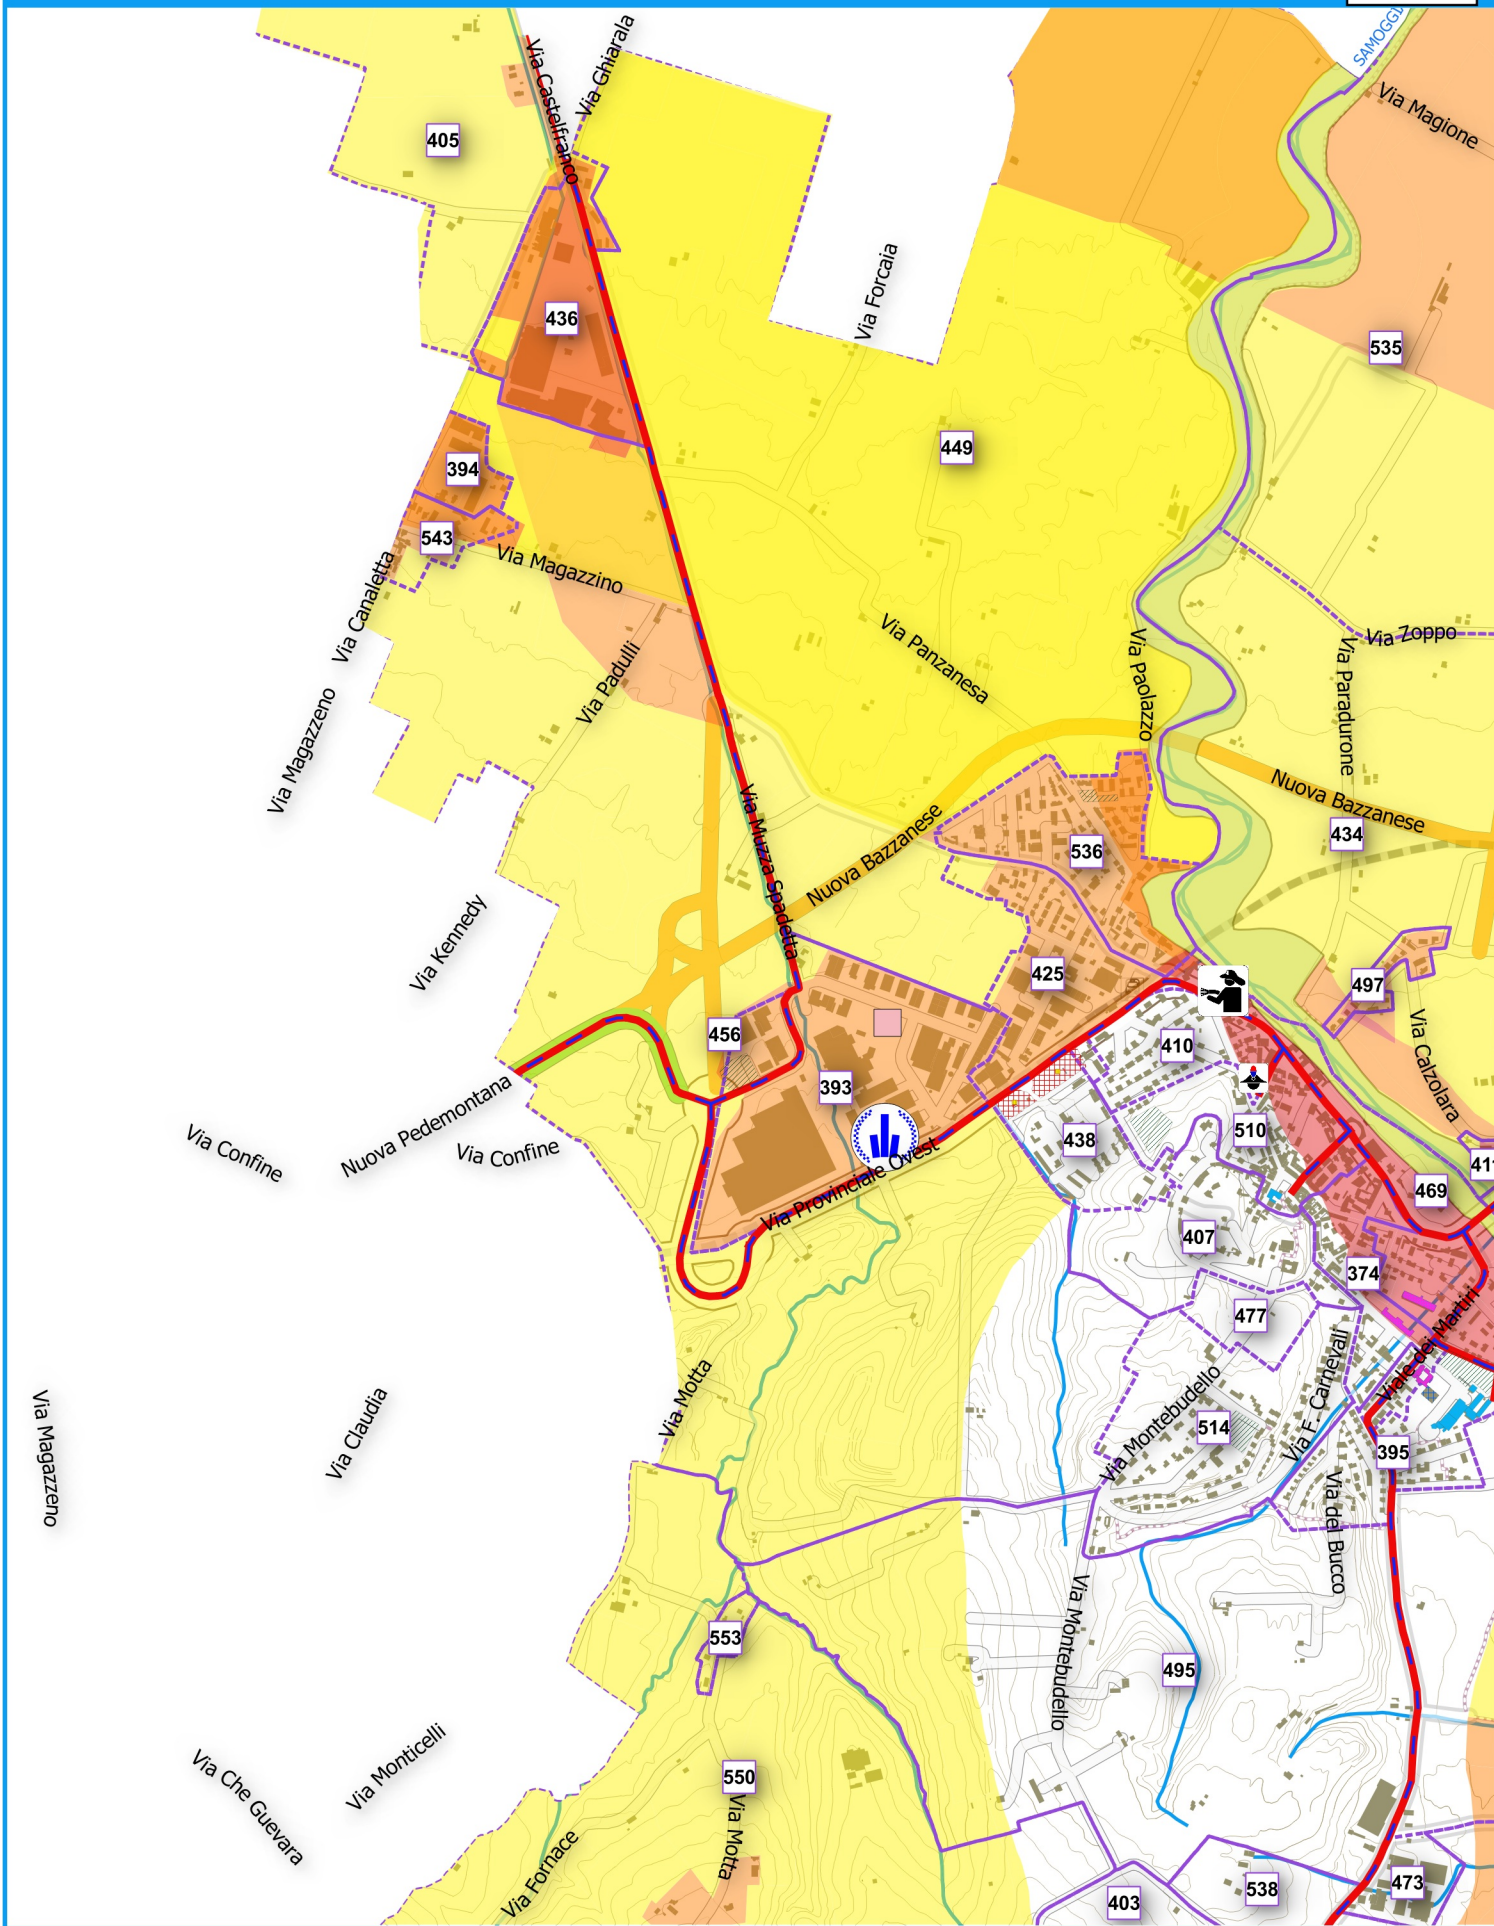 SAMOGGI
Via Ghiarala
Via Castelfranco
Via Magione
405
436
Via Forcaia
535
449
394
543
Via Magazzino
Via Canaletta
Via Panzanesa
Via Paolazzo
Via Zoppo
Via Paradurone
Via Padulli
Via Magazzeno
Nuova Bazzanese
434
Via Muzza Spadetta
Nuova Bazzanese
536
Via Kennedy
425
497
456
410
Via Calzolara
393
Nuova Pedemontana
Via Confine
Via Confine
438
510
411
469
Via Provinciale Ovest
407
374
477
Viale dei Martiri
Via F. Carnevali
Via Motta
Via Montebudello
514
395
Via Magazzeno
Via Claudia
Via del Bucco
553
Via Montebudello
495
Via Monticelli
Via Che Guevara
550
Via Motta
Via Fornace
473
538
403